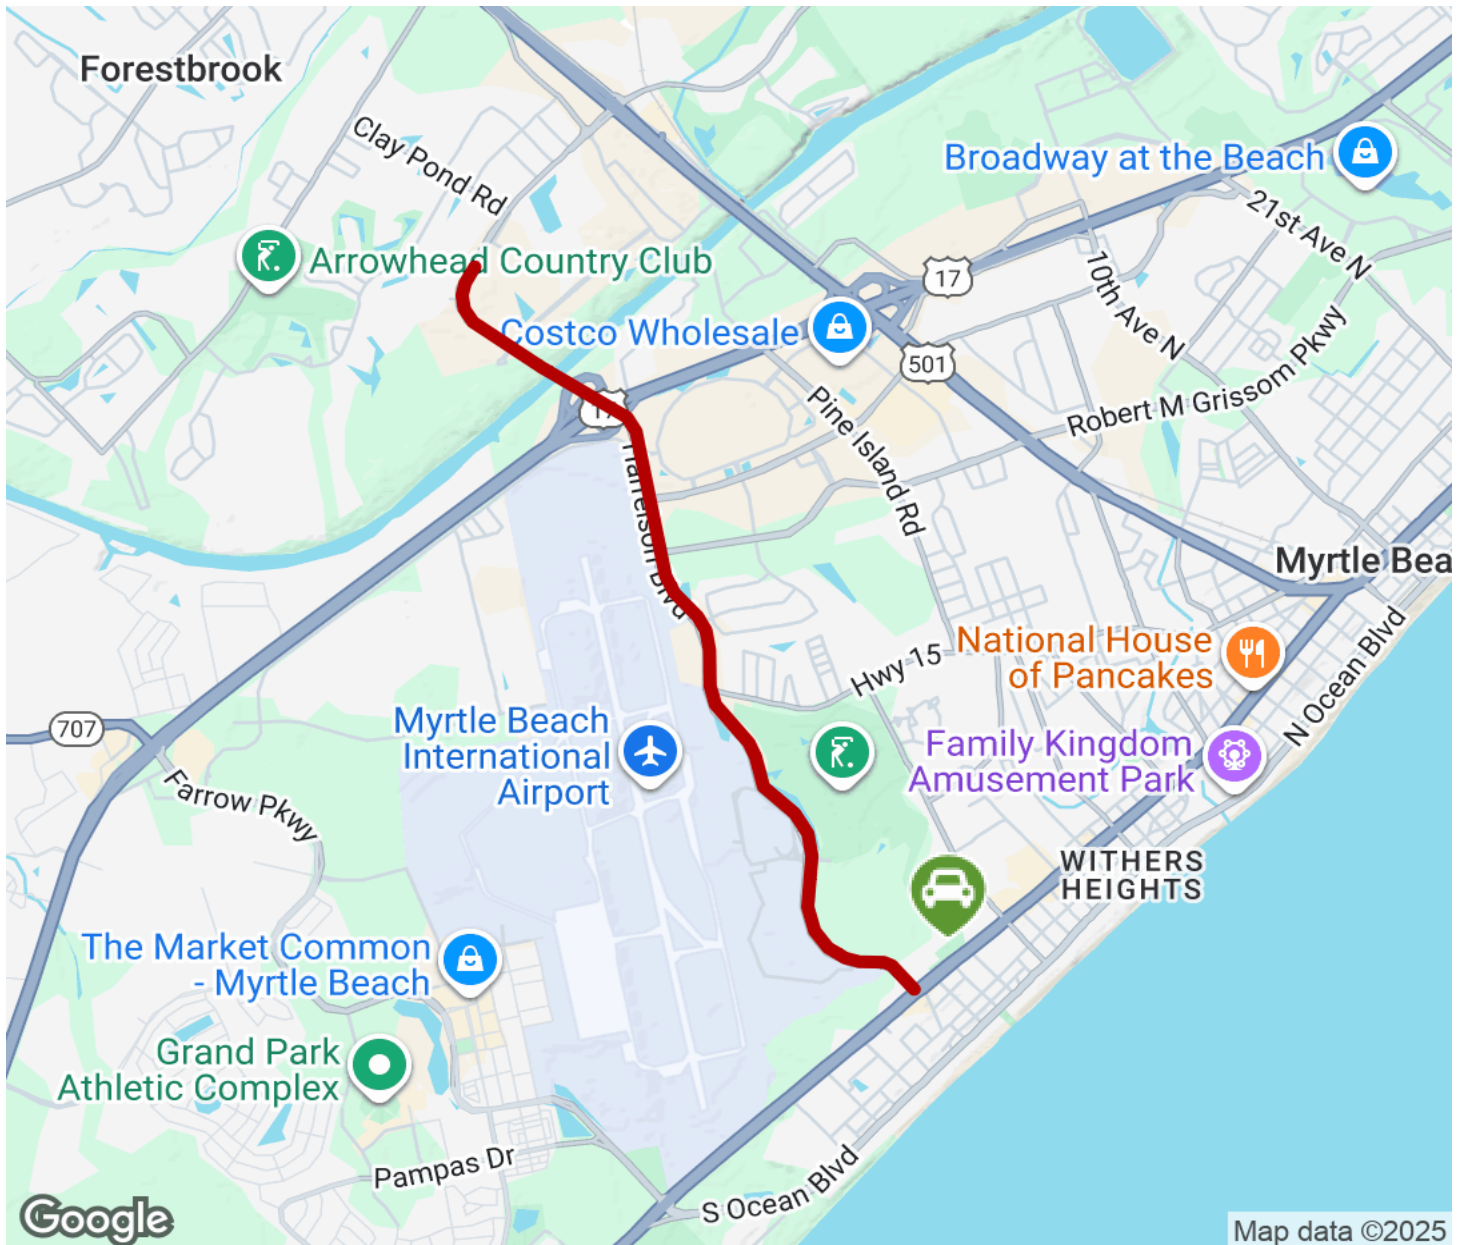 Forestbrook
Clay Pond Rd
Broadway at the Beach
21st Ave N
Arrowhead Country Club
17
10th Ave N
Costco Wholesale
501
Robert M Grissom Pkwy
17
Pine Island Rd
Harrelson Blvd
Myrtle Bea
Hwy 15
National House
of Pancakes
N Ocean Blvd
707
Myrtle Beach
International
Airport
Family Kingdom
Amusement Park
Farrow Pkwy
WITHERS
HEIGHTS
The Market Common
- Myrtle Beach
Grand Park
Athletic Complex
Pampas Dr
S Ocean Blvd
Google
Map data ©2025